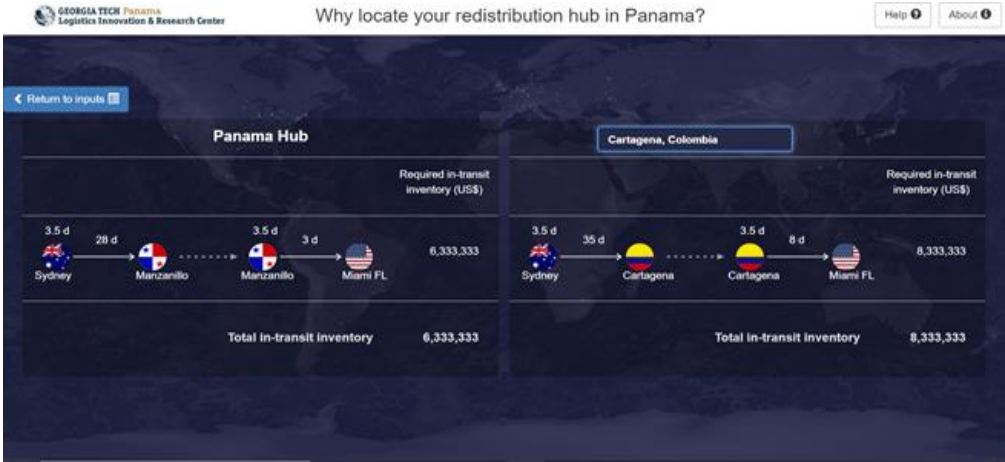 GEORGIA TECH Panama
Logistics Innovation & Research Center
Why locate your redistribution hub in Panama?
Help
About
Return to inputs
Panama Hub
Required in-transit
inventory (US$)
3.5 d
28 d
3.5 d
3 d
6,333,333
Sydney
Manzanillo
Manzanillo
Miami FL
Total in-transit inventory
6,333,333
Cartagena, Colombia
Required in-transit
inventory (US$)
3.5 d
35 d
3.5 d
8 d
8,333,333
Sydney
Cartagena
Cartagena
Miami FL
Total in-transit inventory
8,333,333